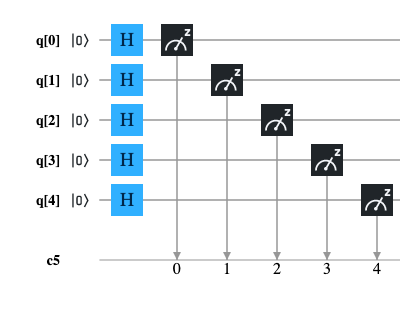 q[0] |0⟩ H z
q[1] |0⟩ H z
q[2] |0⟩ H z
q[3] |0⟩ H z
q[4] |0⟩ H z
c5
0 1 2 3 4